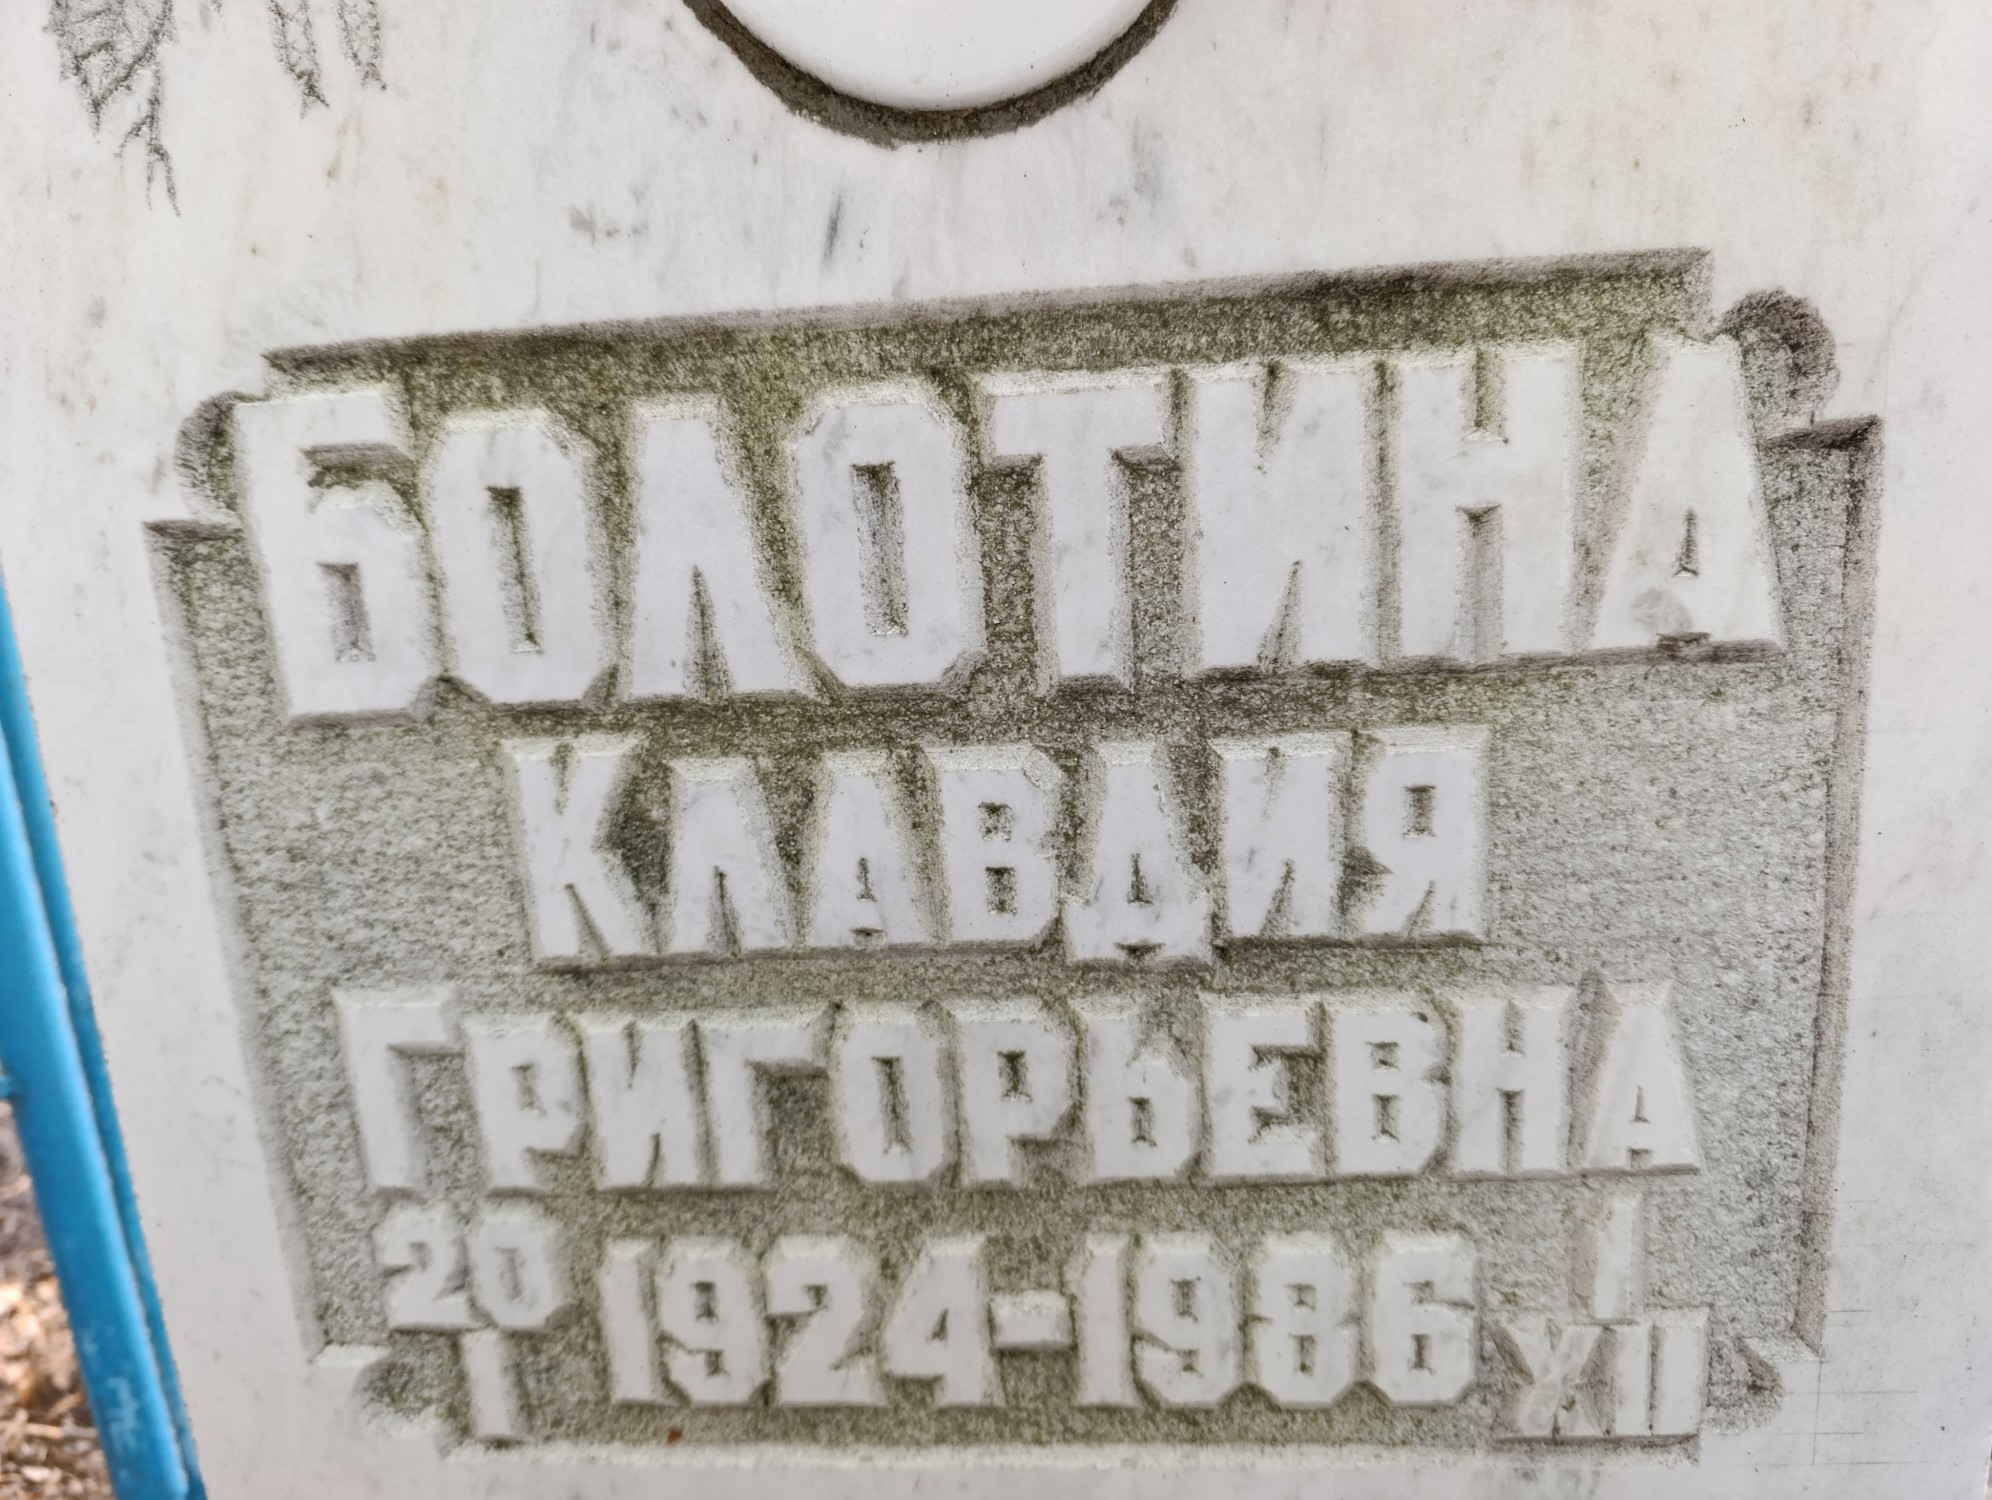 БОЛОТИНА
КЛАВДИЯ
ГРИГОРЬЕВНА
20 I 1924-1986 I XII